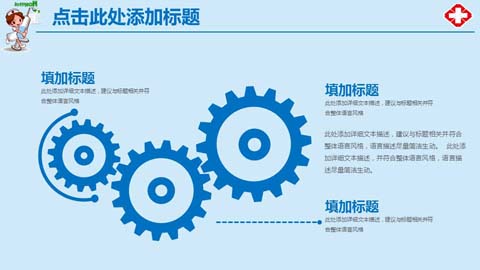 点击此处添加标题
填加标题
此处添加详细文本描述，建议与标题相关并符
合整体语言风格
填加标题
此处添加详细文本描述，建议与标题相关并符
合整体语言风格
此处添加详细文本描述，建议与标题相关并符合
整体语言风格，语言描述尽量简洁生动。 此处添
加详细文本描述，并符合整体语言风格，语言描
述尽量简洁生动。
填加标题
此处添加详细文本描述，建议与标题相关并符
合整体语言风格